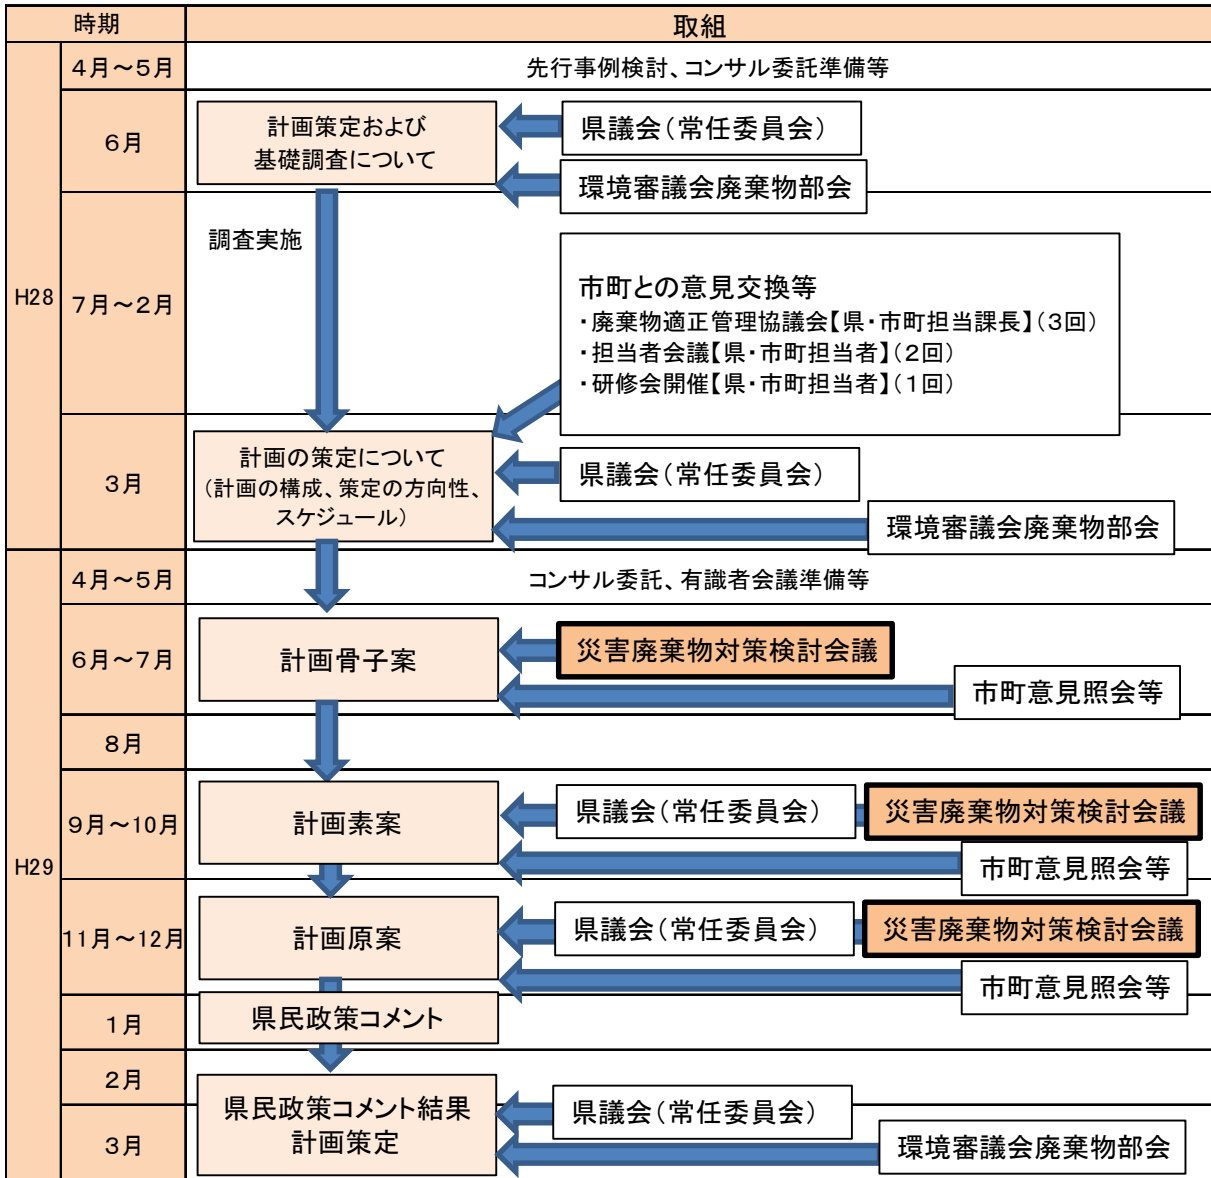 時期
取組
H28
4月～5月
先行事例検討、コンサル委託準備等
6月
計画策定および
基礎調査について
県議会（常任委員会）
環境審議会廃棄物部会
7月～2月
調査実施
市町との意見交換等
・廃棄物適正管理協議会【県・市町担当課長】（3回）
・担当者会議【県・市町担当者】（2回）
・研修会開催【県・市町担当者】（1回）
3月
計画の策定について
（計画の構成、策定の方向性、
スケジュール）
県議会（常任委員会）
環境審議会廃棄物部会
H29
4月～5月
コンサル委託、有識者会議準備等
6月～7月
計画骨子案
災害廃棄物対策検討会議
市町意見照会等
8月
9月～10月
計画素案
県議会（常任委員会）
災害廃棄物対策検討会議
市町意見照会等
11月～12月
計画原案
県議会（常任委員会）
災害廃棄物対策検討会議
市町意見照会等
1月
県民政策コメント
2月
県民政策コメント結果
計画策定
県議会（常任委員会）
3月
環境審議会廃棄物部会